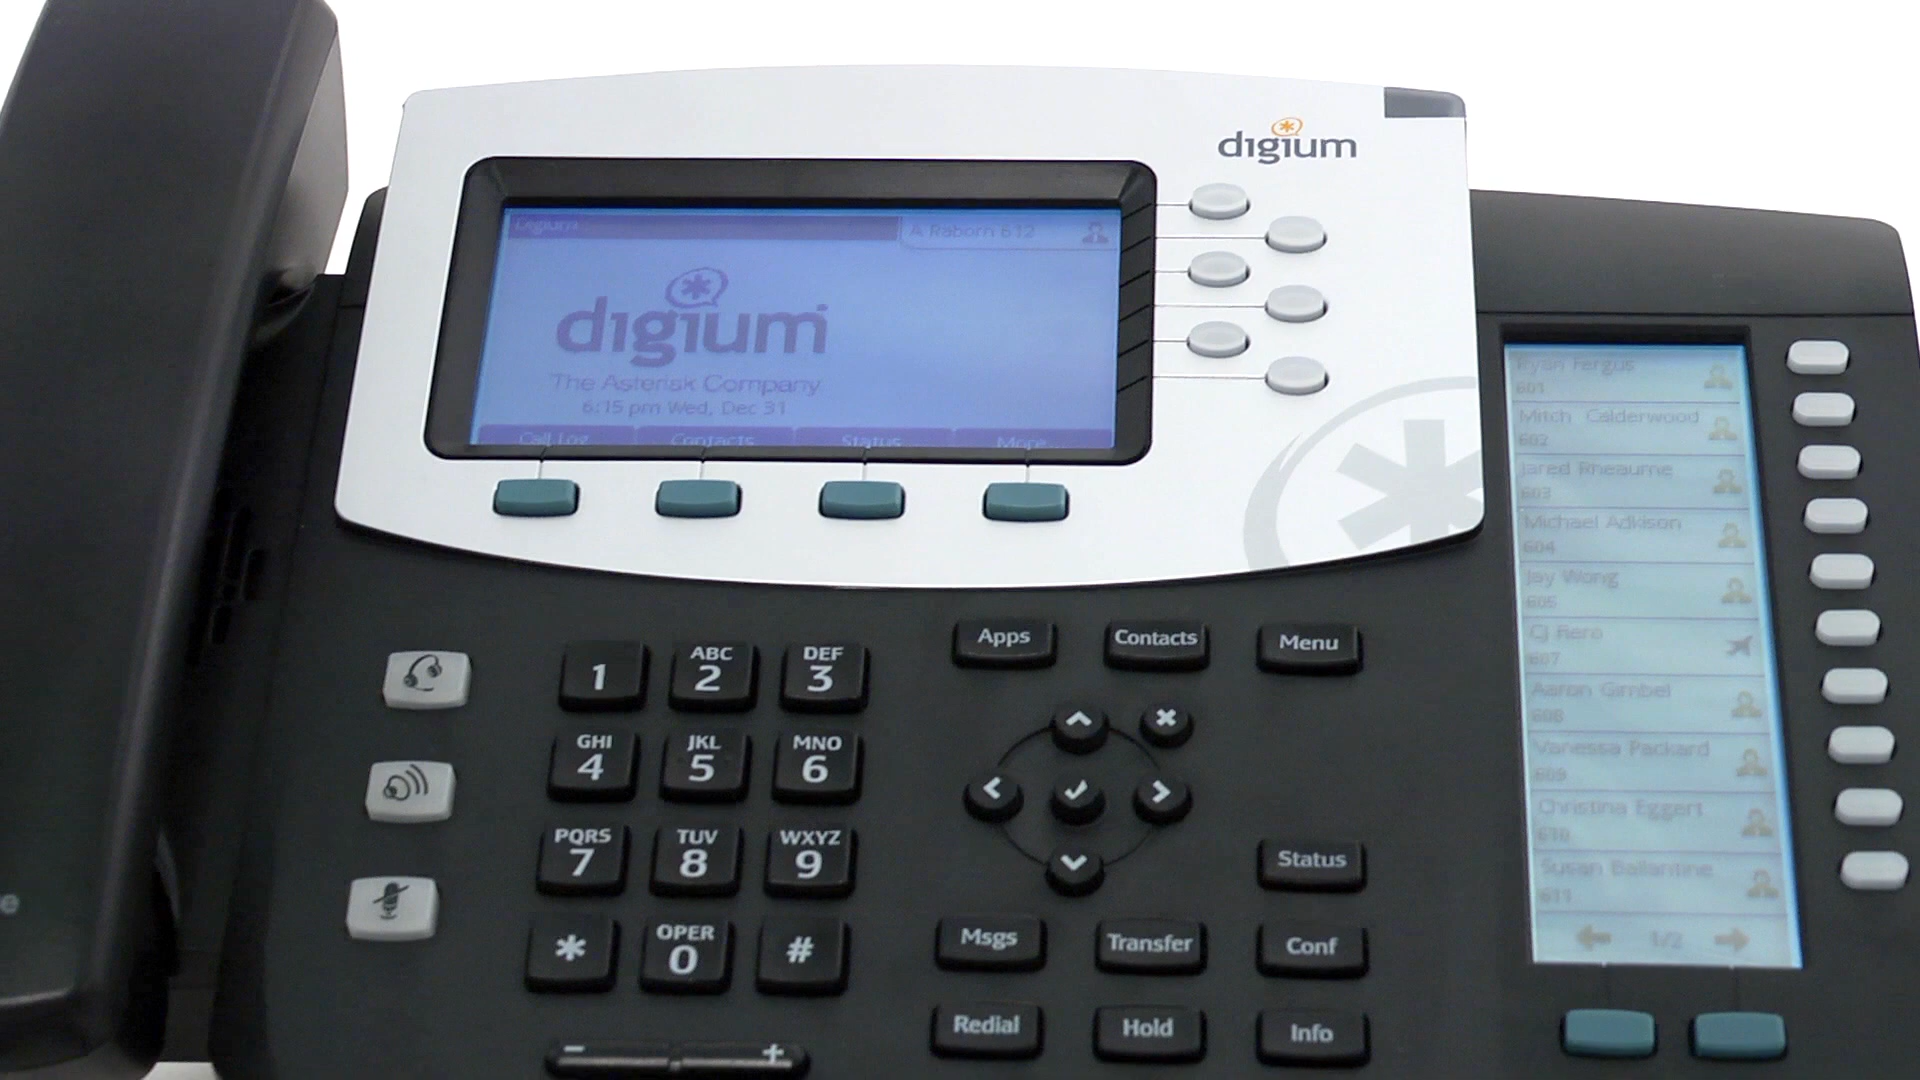 digium
Digium
A Raborn 612
digium
The Asterisk Company
6:15 pm Wed, Dec 31
Call Log
Contacts
Status
More...
Ryan Fergus
601
Mitch Calderwood
602
Jared Rheaume
603
Michael Adkison
604
Jay Wong
605
CJ Fiero
607
Aaron Gimbel
608
Vanessa Packard
609
Christina Eggert
610
Susan Ballantine
611
1/2
Apps
Contacts
Menu
1
ABC
2
DEF
3
GHI
4
JKL
5
MNO
6
PQRS
7
TUV
8
WXYZ
9
*
OPER
0
#
Status
Msgs
Transfer
Conf
Redial
Hold
Info
- +